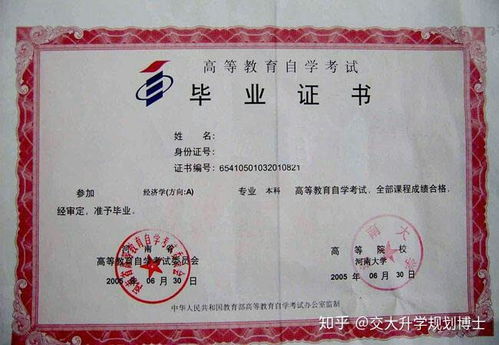 高等教育自学考试
毕业证书
姓名:
身份证号:
证书编号: 65410501032010821
参加 经济学(方向:A) 专业 本科 高等教育自学考试,全部课程成绩合格,
经审定,准予毕业。
高等教育自学考试委员会
高等院校
河南大学
2005 年 06 月 30 日
2005 年 06 月 30 日
中华人民共和国教育部高等教育自学考试办公室监制
知乎 @交大升学规划博士